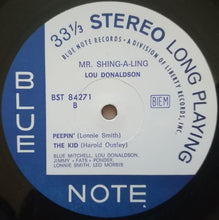 33⅓ STEREO LONG PLAYING
BLUE NOTE RECORDS • A DIVISION OF LIBERTY RECORDS, INC.
MR. SHING-A-LING
LOU DONALDSON
BST 84271
B
BIEM
PEEPIN' (Lonnie Smith)
THE KID (Harold Ousley)
BLUE MITCHELL, LOU DONALDSON,
JIMMY «FATS» PONDER,
LONNIE SMITH, LEO MORRIS
BLUE
NOTE